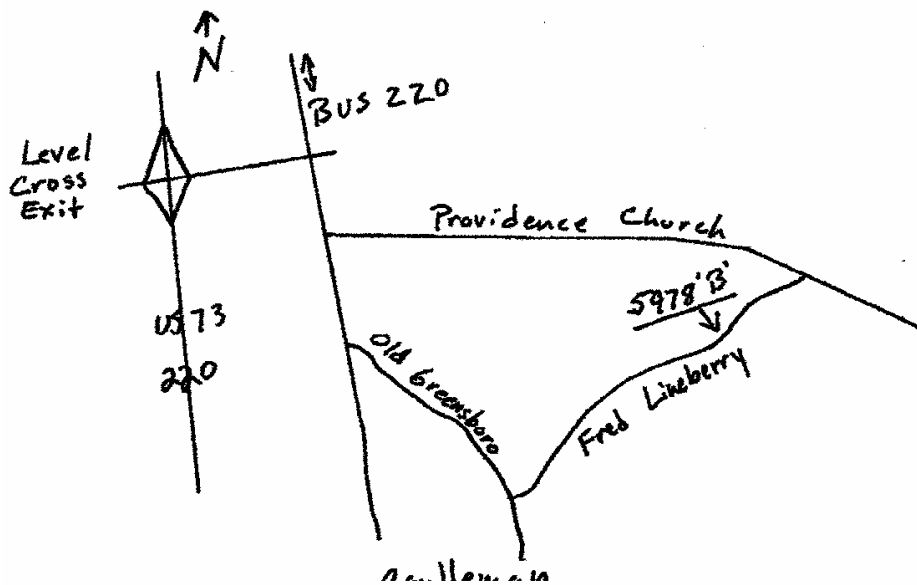 N
BUS 220
Level
Cross
Exit
Providence Church
5978 'B'
US 73
220
Old Greensboro
Fred Lineberry